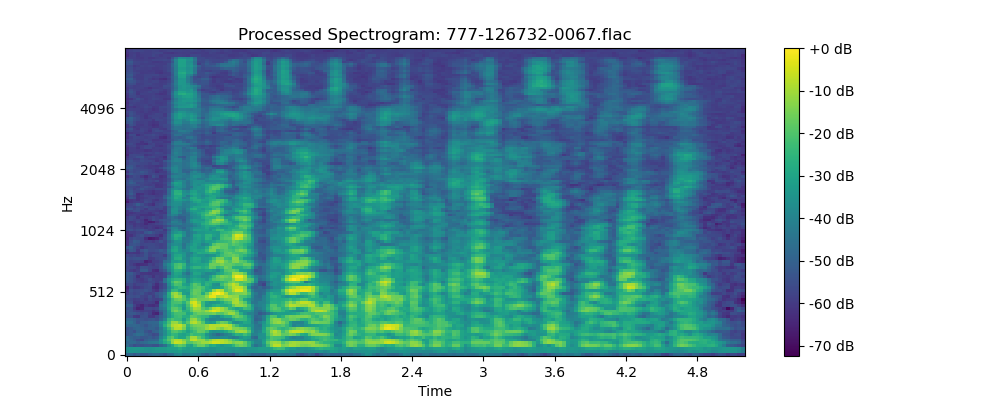 Processed Spectrogram: 777-126732-0067.flac
+0 dB
4096
-10 dB
-20 dB
2048
-30 dB
Hz
1024
-40 dB
-50 dB
512
-60 dB
0
-70 dB
0 0.6 1.2 1.8 2.4 3 3.6 4.2 4.8
Time